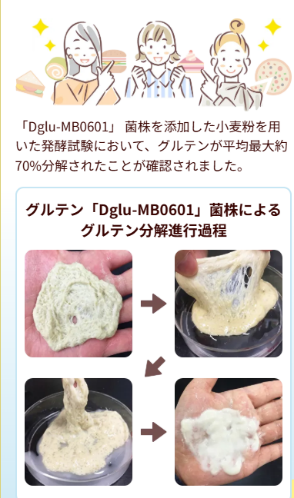 「Dglu-MB0601」 菌株を添加した小麦粉を用
いた発酵試験において、グルテンが平均最大約
70%分解されたことが確認されました。
グルテン「Dglu-MB0601」菌株による
グルテン分解進行過程